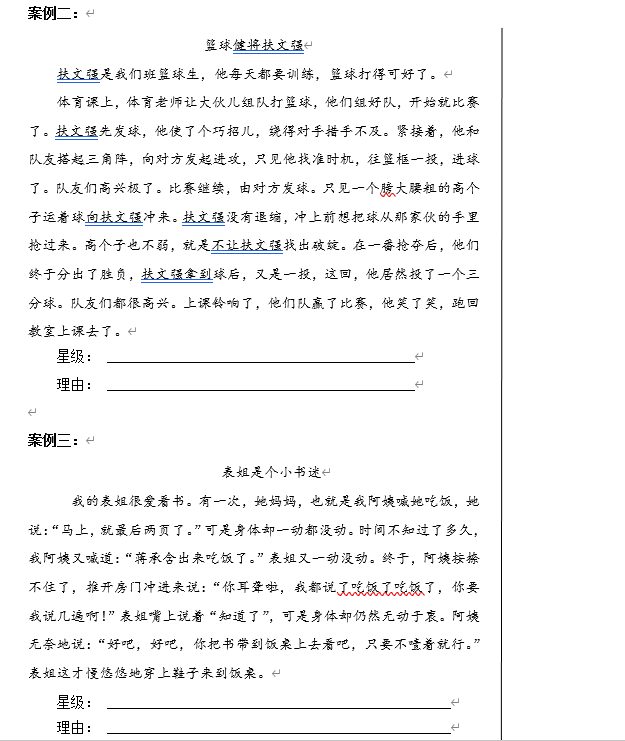 案例二：
篮球健将扶文强
扶文强是我们班篮球生，他每天都要训练，篮球打得可好了。
体育课上，体育老师让大伙儿组队打篮球，他们组好队，开始就比赛
了。扶文强先发球，他使了个巧招儿，绕得对手措手不及。紧接着，他和
队友搭起三角阵，向对方发起进攻，只见他找准时机，往篮框一投，进球
了。队友们高兴极了。比赛继续，由对方发球。只见一个膀大腰粗的高个
子运着球向扶文强冲来。扶文强没有退缩，冲上前想把球从那家伙的手里
抢过来。高个子也不弱，就是不让扶文强找出破绽。在一番抢夺后，他们
终于分出了胜负，扶文强拿到球后，又是一投，这回，他居然投了一个三
分球。队友们都很高兴。上课铃响了，他们队赢了比赛，他笑了笑，跑回
教室上课去了。
星级：
理由：
案例三：
表姐是个小书迷
我的表姐很爱看书。有一次，她妈妈，也就是我阿姨喊她吃饭，她
说：“马上，就最后两页了。”可是身体却一动都没动。时间不知过了多久，
我阿姨又喊道：“蒋承含出来吃饭了。”表姐又一动没动。终于，阿姨按捺
不住了，推开房门冲进来说：“你耳聋啦，我都说了吃饭了吃饭了，你要
我说几遍啊！”表姐嘴上说着“知道了”，可是身体却仍然无动于衷。阿姨
无奈地说：“好吧，好吧，你把书带到饭桌上去看吧，只要不噎着就行。”
表姐这才慢悠悠地穿上鞋子来到饭桌。
星级：
理由：